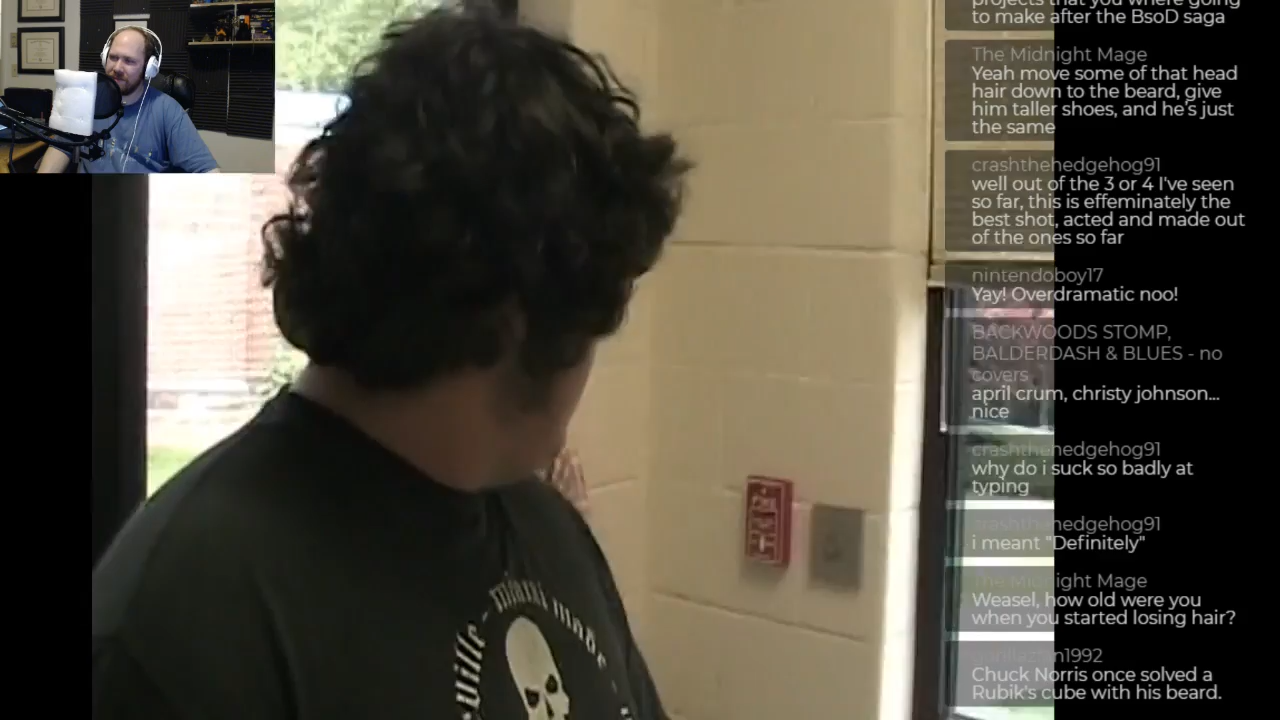 projects that you where going
to make after the BsoD saga
The Midnight Mage
Yeah move some of that head
hair down to the beard, give
him taller shoes, and he's just
the same
crashthehedgehog91
well out of the 3 or 4 I've seen
so far, this is effeminately the
best shot, acted and made out
of the ones so far
nintendoboy17
Yay! Overdramatic noo!
BACKWOODS STOMP,
BALDERDASH & BLUES - no
covers
april crum, christy johnson...
nice
crashthehedgehog91
why do i suck so badly at
typing
crashthehedgehog91
i meant "Definitely"
The Midnight Mage
Weasel, how old were you
when you started losing hair?
Chuck Norris once solved a
Rubik's cube with his beard.